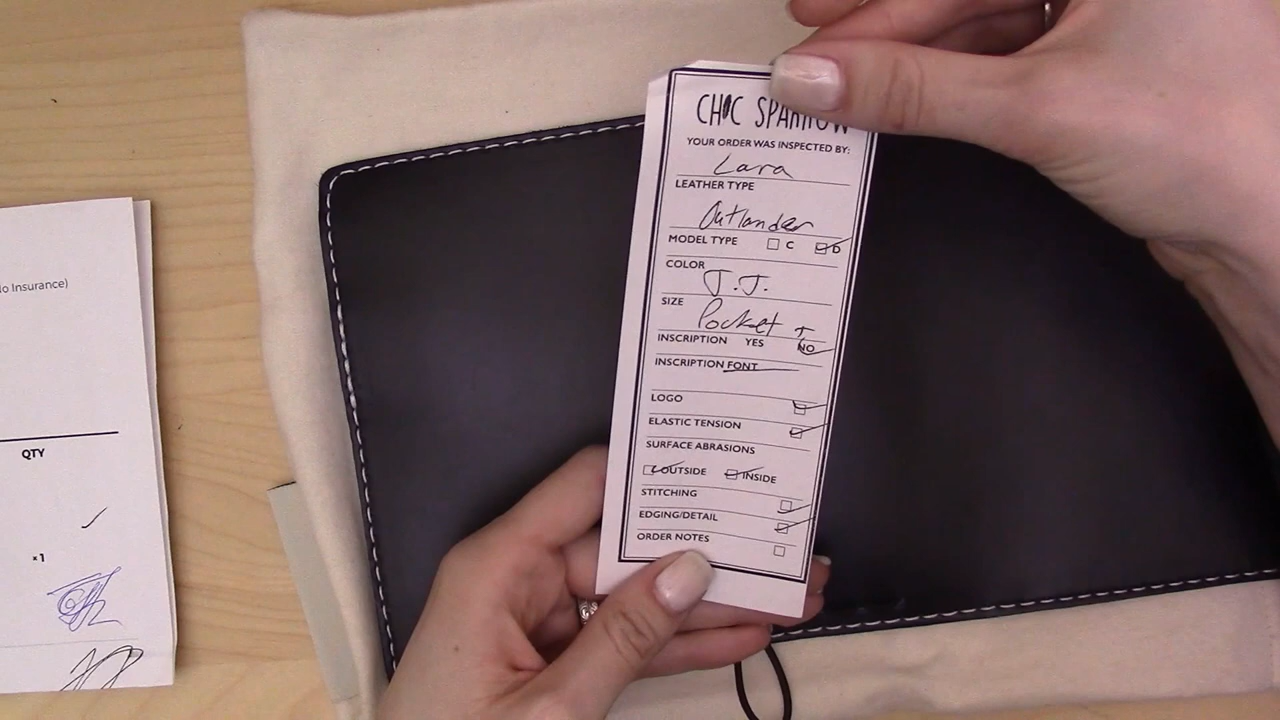 CHIC SPARROW
YOUR ORDER WAS INSPECTED BY:
Lara
LEATHER TYPE
Outlander
MODEL TYPE C D
COLOR
J.J.
SIZE
Pocket +
INSCRIPTION YES NO
INSCRIPTION FONT
LOGO
ELASTIC TENSION
SURFACE ABRASIONS
OUTSIDE INSIDE
STITCHING
EDGING/DETAIL
ORDER NOTES
Insurance)
QTY
×1